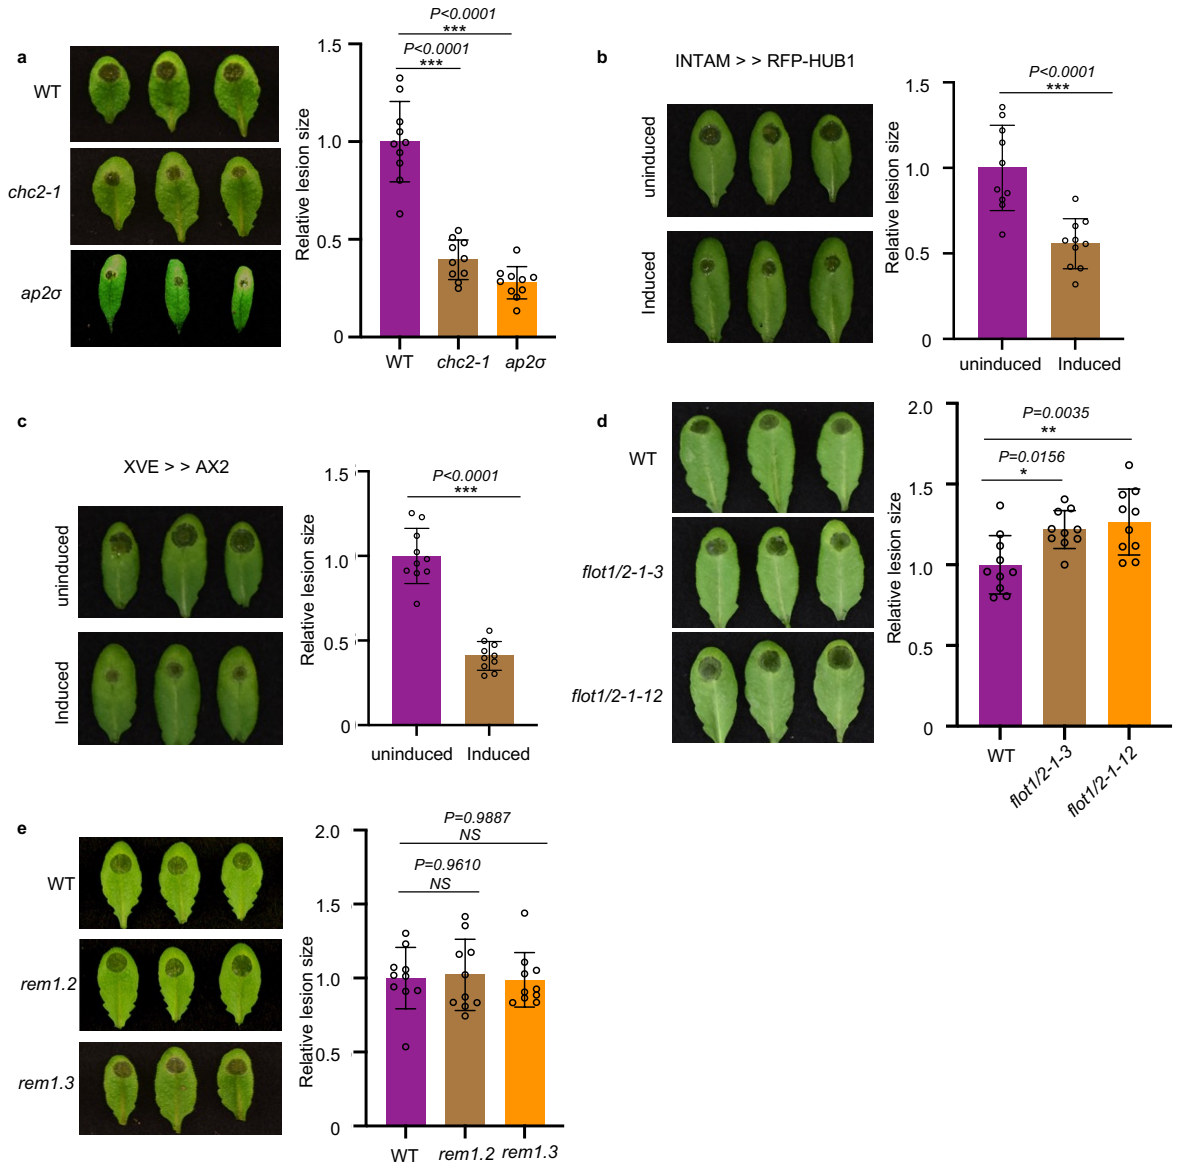 a
WT
chc2-1
ap2σ
P<0.0001
***
P<0.0001
***
Relative lesion size
1.5
1.0
0.5
0
WT chc2-1 ap2σ
b
INTAM > > RFP-HUB1
uninduced
Induced
P<0.0001
***
Relative lesion size
1.5
1.0
0.5
0
uninduced Induced
c
XVE > > AX2
uninduced
Induced
P<0.0001
***
Relative lesion size
1.5
1.0
0.5
0
uninduced Induced
d
WT
flot1/2-1-3
flot1/2-1-12
P=0.0035
**
P=0.0156
*
Relative lesion size
2.0
1.5
1.0
0.5
0
WT
flot1/2-1-3
flot1/2-1-12
e
WT
rem1.2
rem1.3
P=0.9887
NS
P=0.9610
NS
Relative lesion size
2.0
1.5
1.0
0.5
0
WT rem1.2 rem1.3